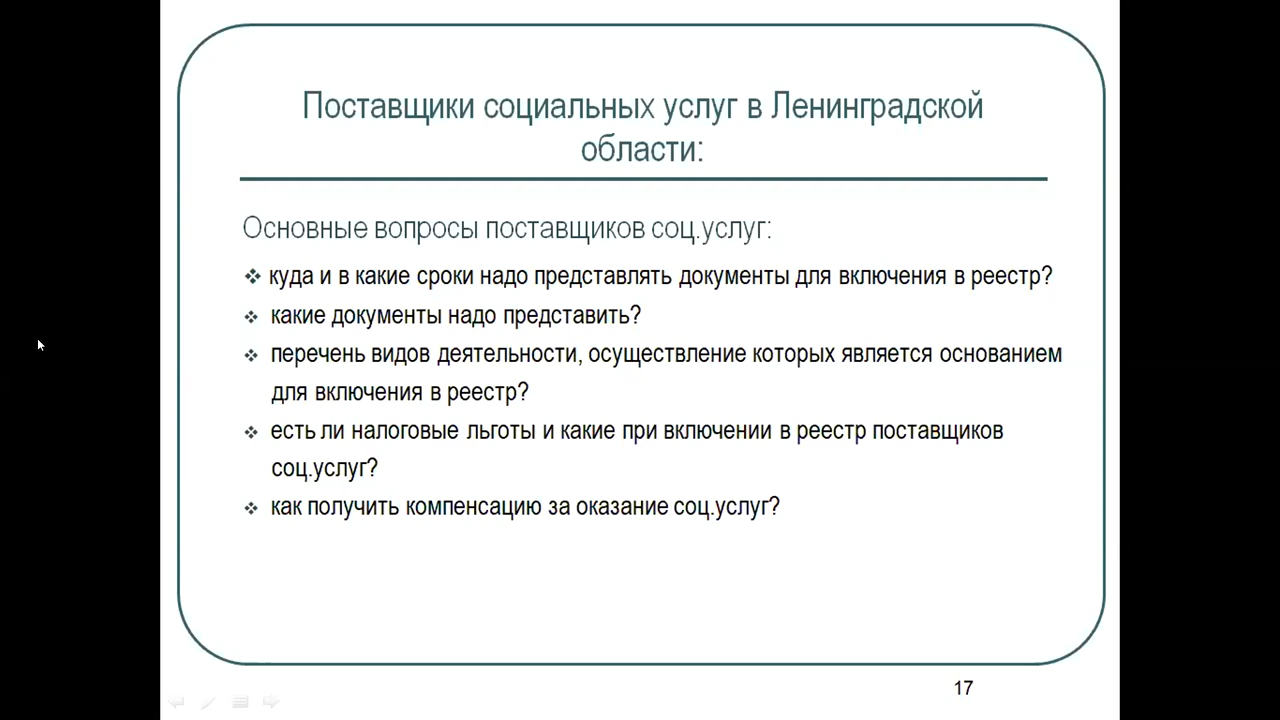 Поставщики социальных услуг в Ленинградской
области:
Основные вопросы поставщиков соц.услуг:
куда и в какие сроки надо представлять документы для включения в реестр?
какие документы надо представить?
перечень видов деятельности, осуществление которых является основанием
для включения в реестр?
есть ли налоговые льготы и какие при включении в реестр поставщиков
соц.услуг?
как получить компенсацию за оказание соц.услуг?
17